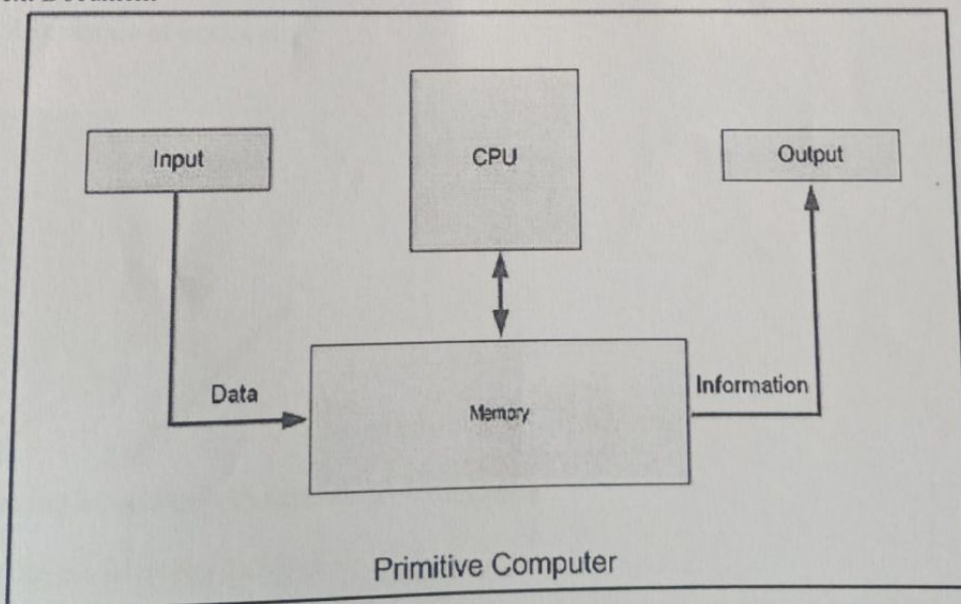 Input
CPU
Output
Data
Memory
Information
Primitive Computer